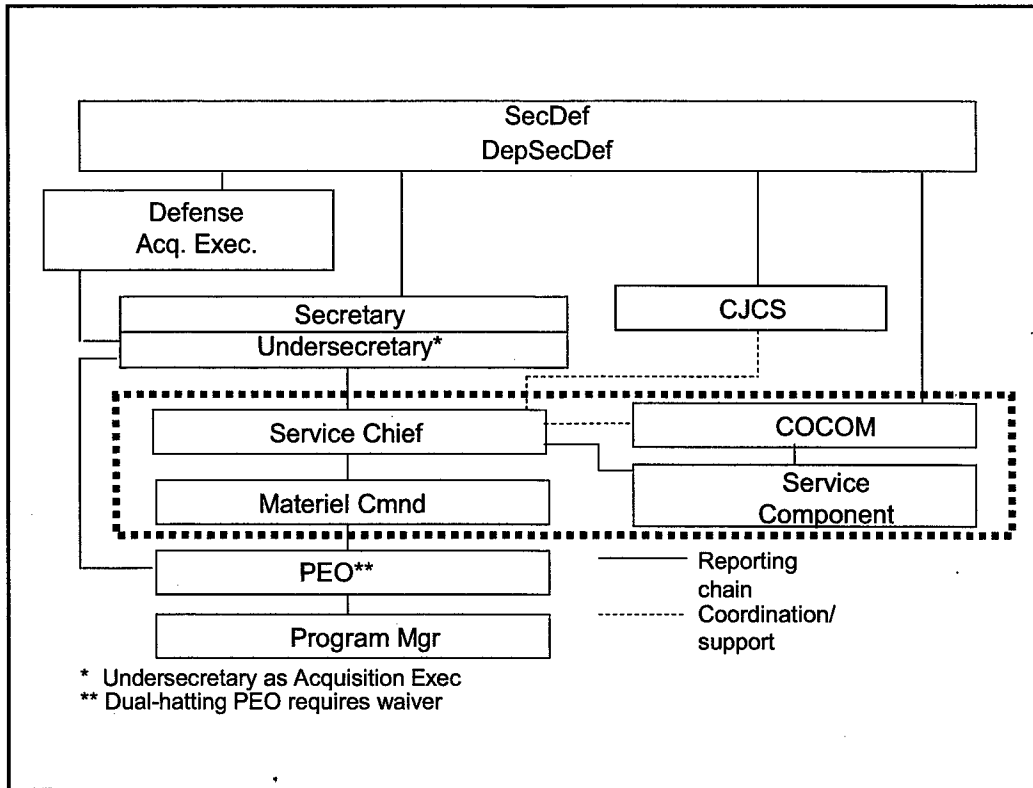 SecDef
DepSecDef
Defense
Acq. Exec.
Secretary
Undersecretary*
CJCS
Service Chief
COCOM
Materiel Cmnd
Service
Component
PEO**
Program Mgr
Reporting
chain
Coordination/
support
* Undersecretary as Acquisition Exec
** Dual-hatting PEO requires waiver